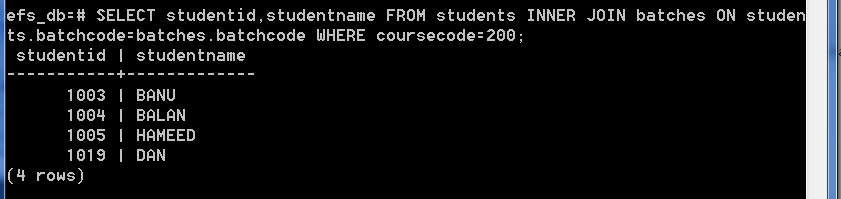 efs_db=# SELECT studentid,studentname FROM students INNER JOIN batches ON studen
ts.batchcode=batches.batchcode WHERE coursecode=200;
 studentid | studentname
-----------+-------------
      1003 | BANU
      1004 | BALAN
      1005 | HAMEED
      1019 | DAN
(4 rows)